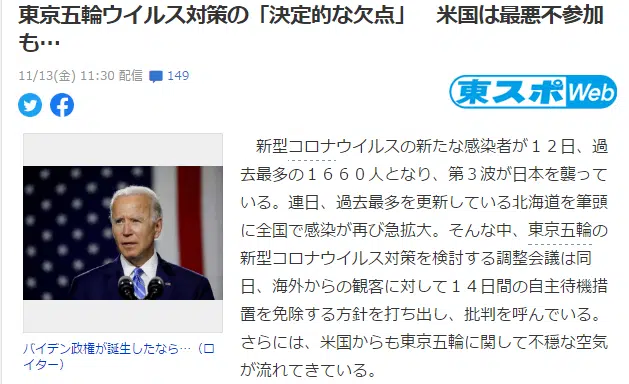 東京五輪ウイルス対策の「決定的な欠点」　米国は最悪不参加
も…
11/13(金) 11:30 配信 149
東スポWeb
新型コロナウイルスの新たな感染者が１２日、過
去最多の１６６０人となり、第３波が日本を襲って
いる。連日、過去最多を更新している北海道を筆頭
に全国で感染が再び急拡大。そんな中、東京五輪の
新型コロナウイルス対策を検討する調整会議は同
日、海外からの観客に対して１４日間の自主待機措
置を免除する方針を打ち出し、批判を呼んでいる。
さらには、米国からも東京五輪に関して不穏な空気
が流れてきている。
バイデン政権が誕生したなら…（ロ
イター）